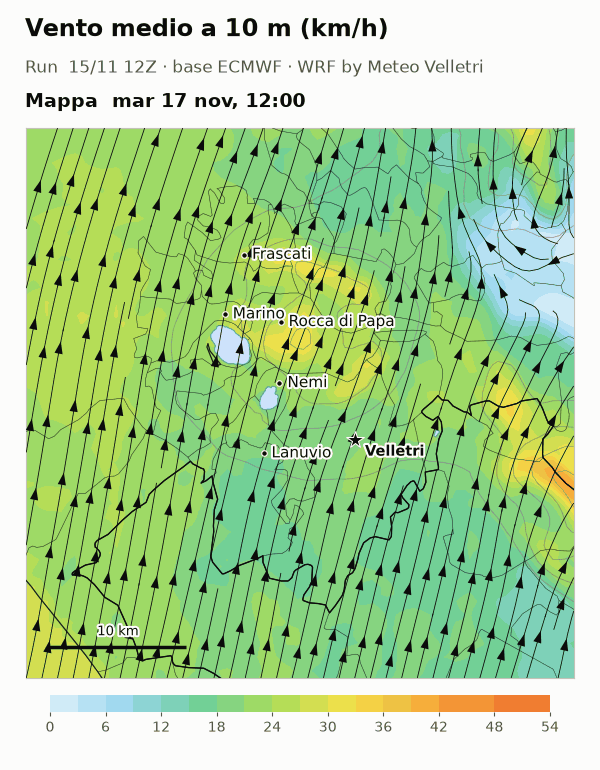 Vento medio a 10 m (km/h)
Run 15/11 12Z · base ECMWF · WRF by Meteo Velletri
Mappa mar 17 nov, 12:00
Frascati
Marino
Rocca di Papa
Nemi
Velletri
Lanuvio
10 km
0 6 12 18 24 30 36 42 48 54